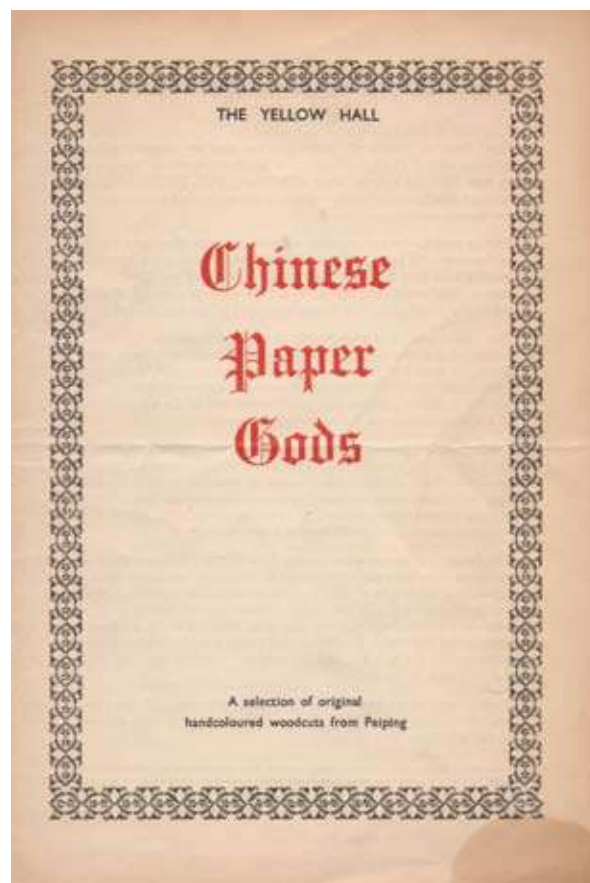 THE YELLOW HALL
Chinese
Paper
Gods
A selection of original
handcoloured woodcuts from Peiping